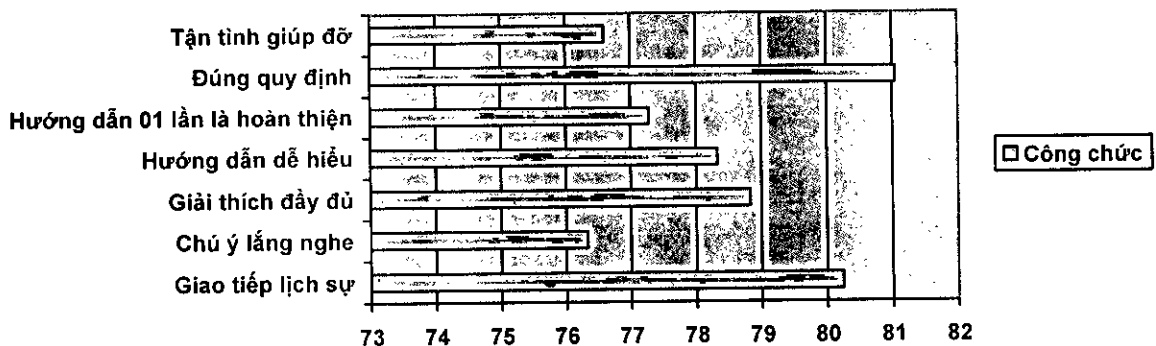 Tận tình giúp đỡ
Đúng quy định
Hướng dẫn 01 lần là hoàn thiện
Hướng dẫn dễ hiểu
Giải thích đầy đủ
Chú ý lắng nghe
Giao tiếp lịch sự
Công chức
73 74 75 76 77 78 79 80 81 82